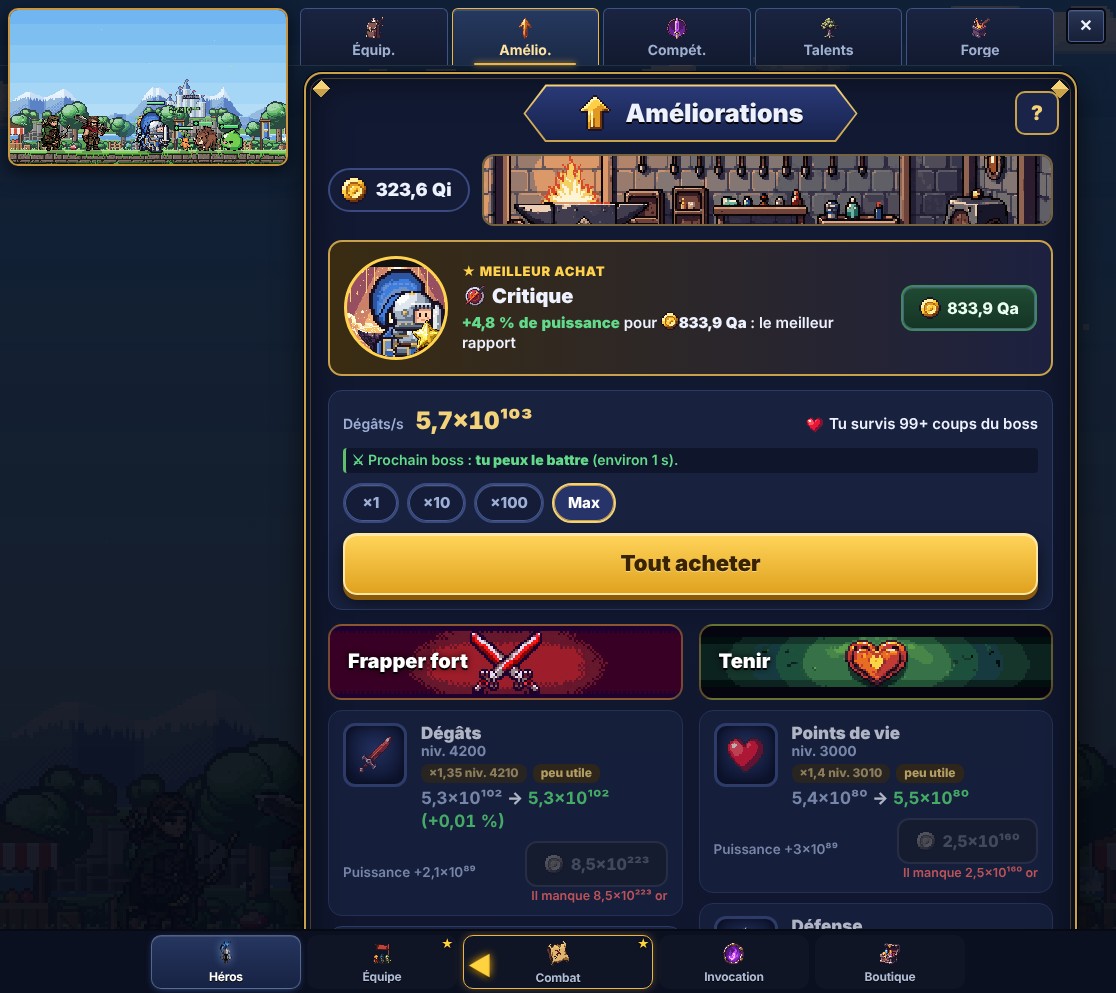 Équip.
Amélio.
Compét.
Talents
Forge
×
Améliorations
?
323,6 Qi
★ MEILLEUR ACHAT
Critique
+4,8 % de puissance pour 833,9 Qa : le meilleur
rapport
833,9 Qa
Dégâts/s 5,7×10¹⁰³
Tu survis 99+ coups du boss
⚔ Prochain boss : tu peux le battre (environ 1 s).
×1
×10
×100
Max
Tout acheter
Frapper fort
Tenir
Dégâts
niv. 4200
×1,35 niv. 4210
peu utile
5,3×10¹⁰² → 5,3×10¹⁰²
(+0,01 %)
Puissance +2,1×10⁸⁹
8,5×10²²³
Il manque 8,5×10²²³ or
Points de vie
niv. 3000
×1,4 niv. 3010
peu utile
5,4×10⁸⁰ → 5,5×10⁸⁰
Puissance +3×10⁸⁹
2,5×10¹⁶⁰
Il manque 2,5×10¹⁶⁰ or
Défense
Héros
Équipe
Combat
Invocation
Boutique